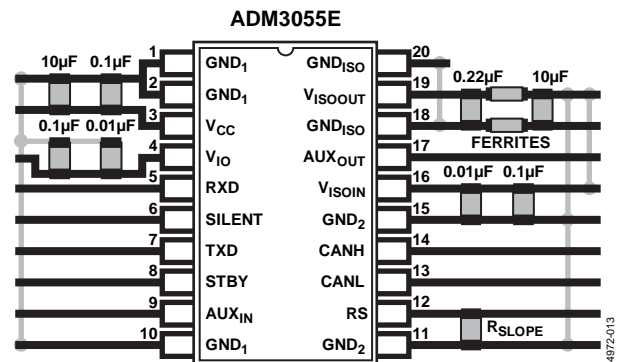 ADM3055E
10µF 0.1µF
0.1µF 0.01µF
1 GND1 GNDISO 20
2 GND1 VISOOUT 19
3 VCC GNDISO 18
4 VIO AUXOUT 17
5 RXD VISOIN 16
6 SILENT GND2 15
7 TXD CANH 14
8 STBY CANL 13
9 AUXIN RS 12
10 GND1 GND2 11
0.22µF 10µF
FERRITES
0.01µF 0.1µF
RSLOPE
4972-013